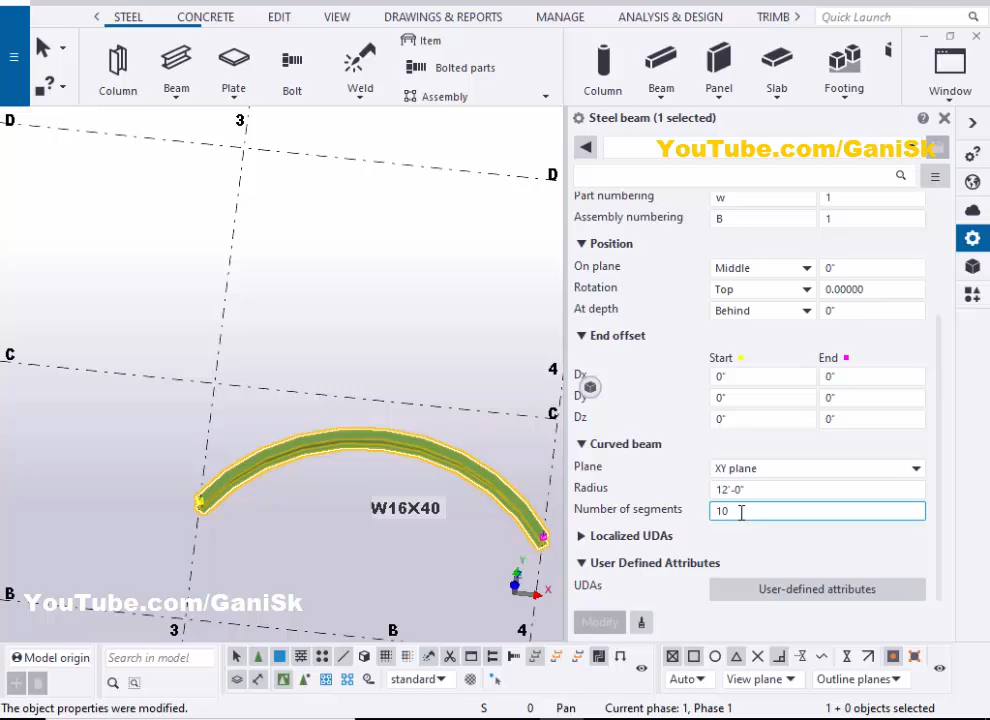 STEEL CONCRETE EDIT VIEW DRAWINGS & REPORTS MANAGE ANALYSIS & DESIGN TRIMB Quick Launch
Item
Bolted parts
Assembly
Column Beam Plate Bolt Weld Column Beam Panel Slab Footing Window
D 3 D
C 4 C
W16X40
Y
Z
X
B 3 B 4
YouTube.com/GaniSk
Steel beam (1 selected)
YouTube.com/GaniSk
Part numbering w 1
Assembly numbering B 1
Position
On plane Middle 0"
Rotation Top 0.00000
At depth Behind 0"
End offset
Start End
Dx 0" 0"
Dy 0" 0"
Dz 0" 0"
Curved beam
Plane XY plane
Radius 12'-0"
Number of segments 10
Localized UDAs
User Defined Attributes
UDAs User-defined attributes
Modify
Model origin Search in model
standard Auto View plane Outline planes
The object properties were modified. S 0 Pan Current phase: 1, Phase 1 1 + 0 objects selected